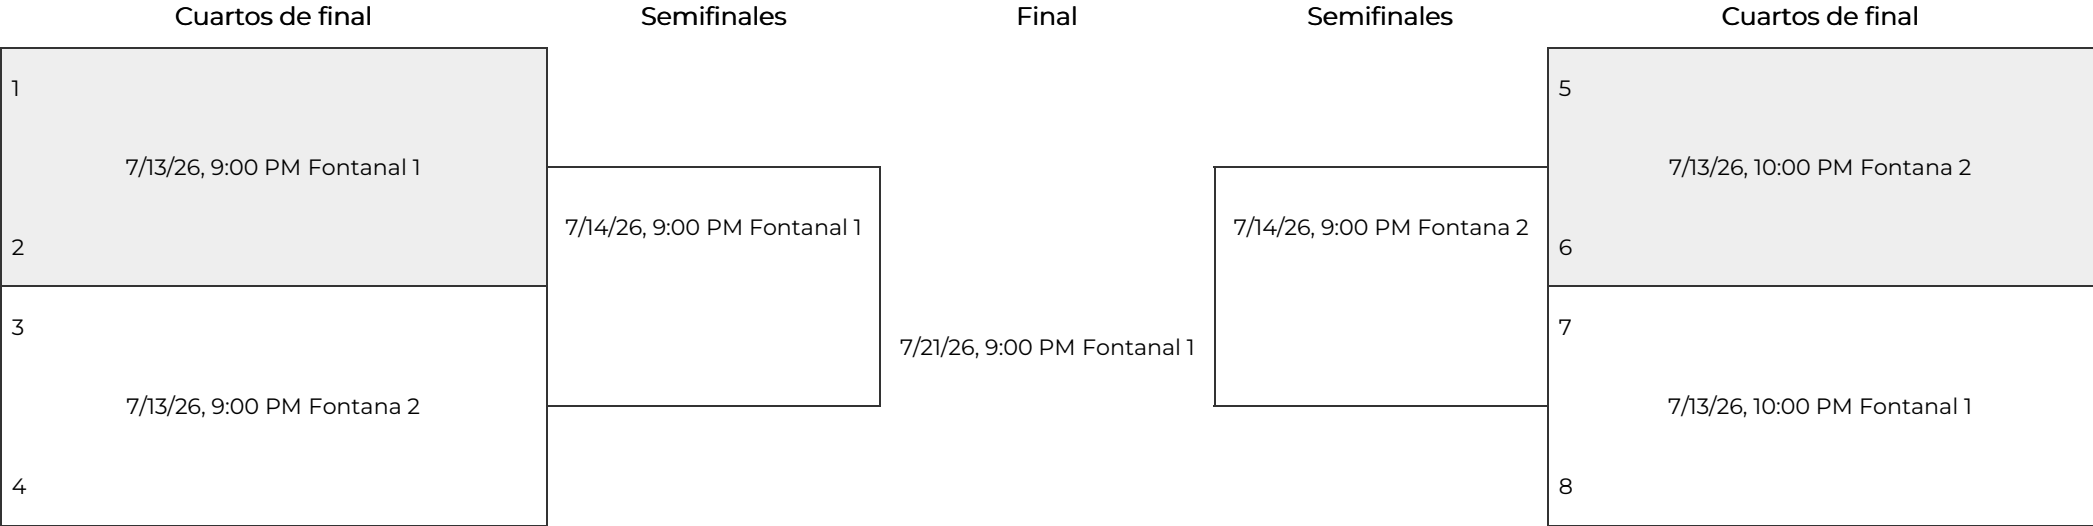 Cuartos de final
Semifinales
Final
Semifinales
Cuartos de final
1
7/13/26, 9:00 PM Fontanal 1
2
3
7/13/26, 9:00 PM Fontana 2
4
7/14/26, 9:00 PM Fontanal 1
7/21/26, 9:00 PM Fontanal 1
7/14/26, 9:00 PM Fontana 2
5
7/13/26, 10:00 PM Fontana 2
6
7
7/13/26, 10:00 PM Fontanal 1
8